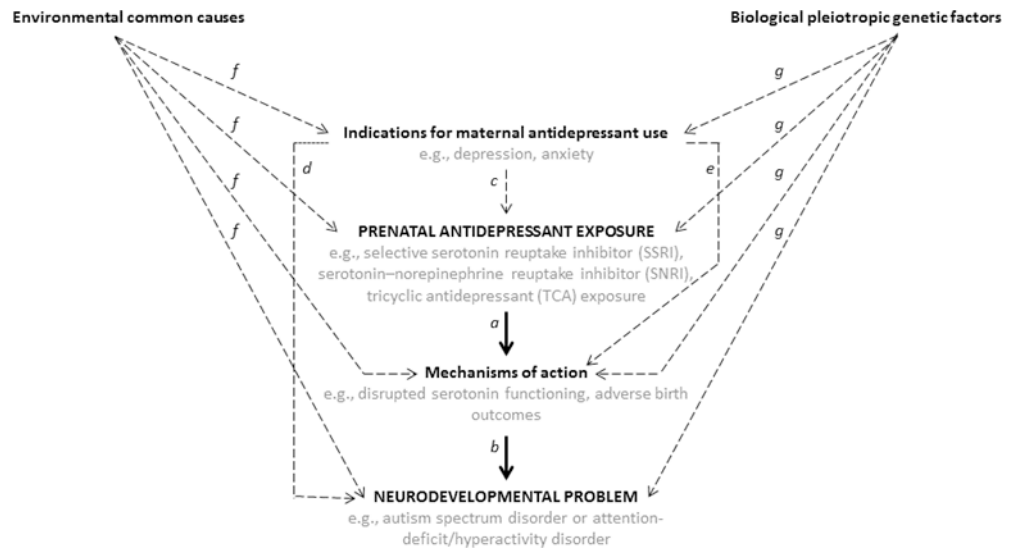 Environmental common causes
Biological pleiotropic genetic factors
f
g
f
g
Indications for maternal antidepressant use
e.g., depression, anxiety
d
e
c
f
g
PRENATAL ANTIDEPRESSANT EXPOSURE
f
g
e.g., selective serotonin reuptake inhibitor (SSRI),
serotonin–norepinephrine reuptake inhibitor (SNRI),
tricyclic antidepressant (TCA) exposure
a
Mechanisms of action
e.g., disrupted serotonin functioning, adverse birth
outcomes
b
NEURODEVELOPMENTAL PROBLEM
e.g., autism spectrum disorder or attention-
deficit/hyperactivity disorder